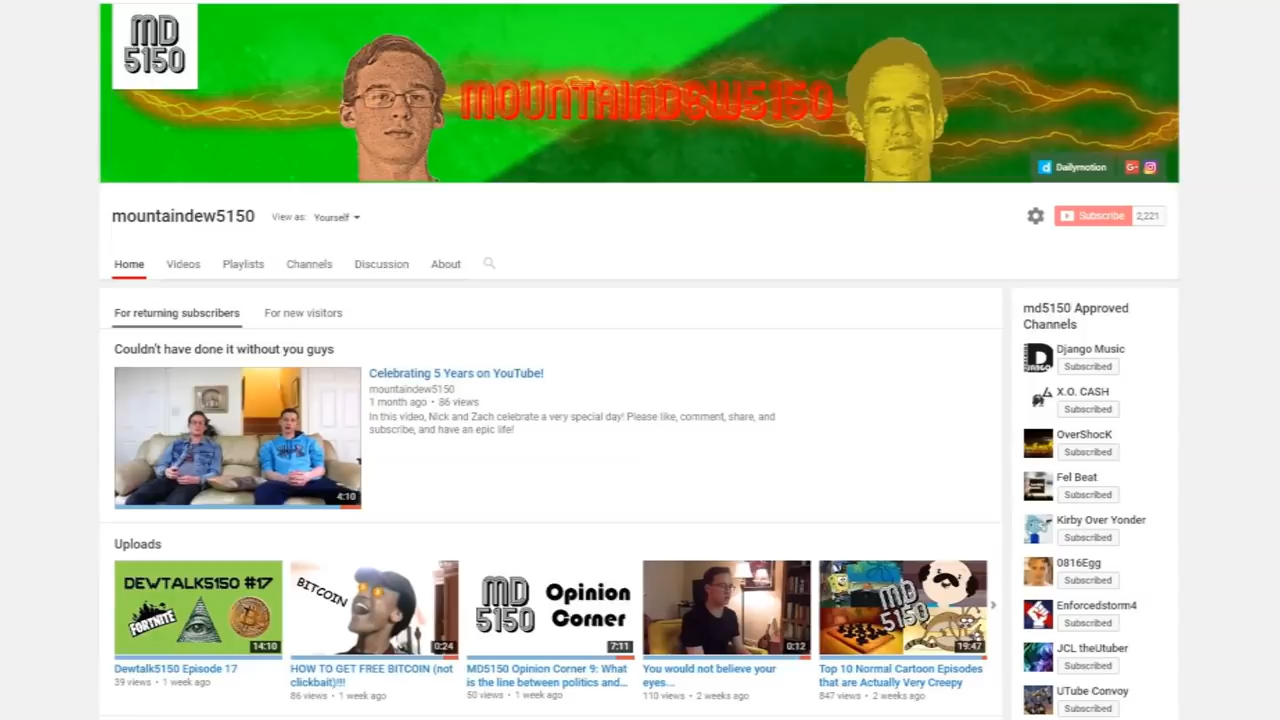 MD
5150
MOUNTAINDEW5150
Dailymotion
G+
mountaindew5150
View as: Yourself
Subscribe 2,221
Home Videos Playlists Channels Discussion About
For returning subscribers For new visitors
Couldn't have done it without you guys
Celebrating 5 Years on YouTube!
mountaindew5150
1 month ago • 86 views
In this video, Nick and Zach celebrate a very special day! Please like, comment, share, and
subscribe, and have an epic life!
4:10
Uploads
DEWTALK5150 #17
FORTNITE
14:10
Dewtalk5150 Episode 17
39 views • 1 week ago
BITCOIN
0:24
HOW TO GET FREE BITCOIN (not
clickbait)!!!
86 views • 1 week ago
MD
5150
Opinion
Corner
7:11
MD5150 Opinion Corner 9: What
is the line between politics and...
50 views • 1 week ago
0:12
You would not believe your
eyes...
110 views • 2 weeks ago
MD
5150
19:47
Top 10 Normal Cartoon Episodes
that are Actually Very Creepy
847 views • 2 weeks ago
md5150 Approved
Channels
Django Music
Subscribed
X.O. CASH
Subscribed
OverShocK
Subscribed
Fel Beat
Subscribed
Kirby Over Yonder
Subscribed
0816Egg
Subscribed
Enforcedstorm4
Subscribed
JCL theUtuber
Subscribed
UTube Convoy
Subscribed